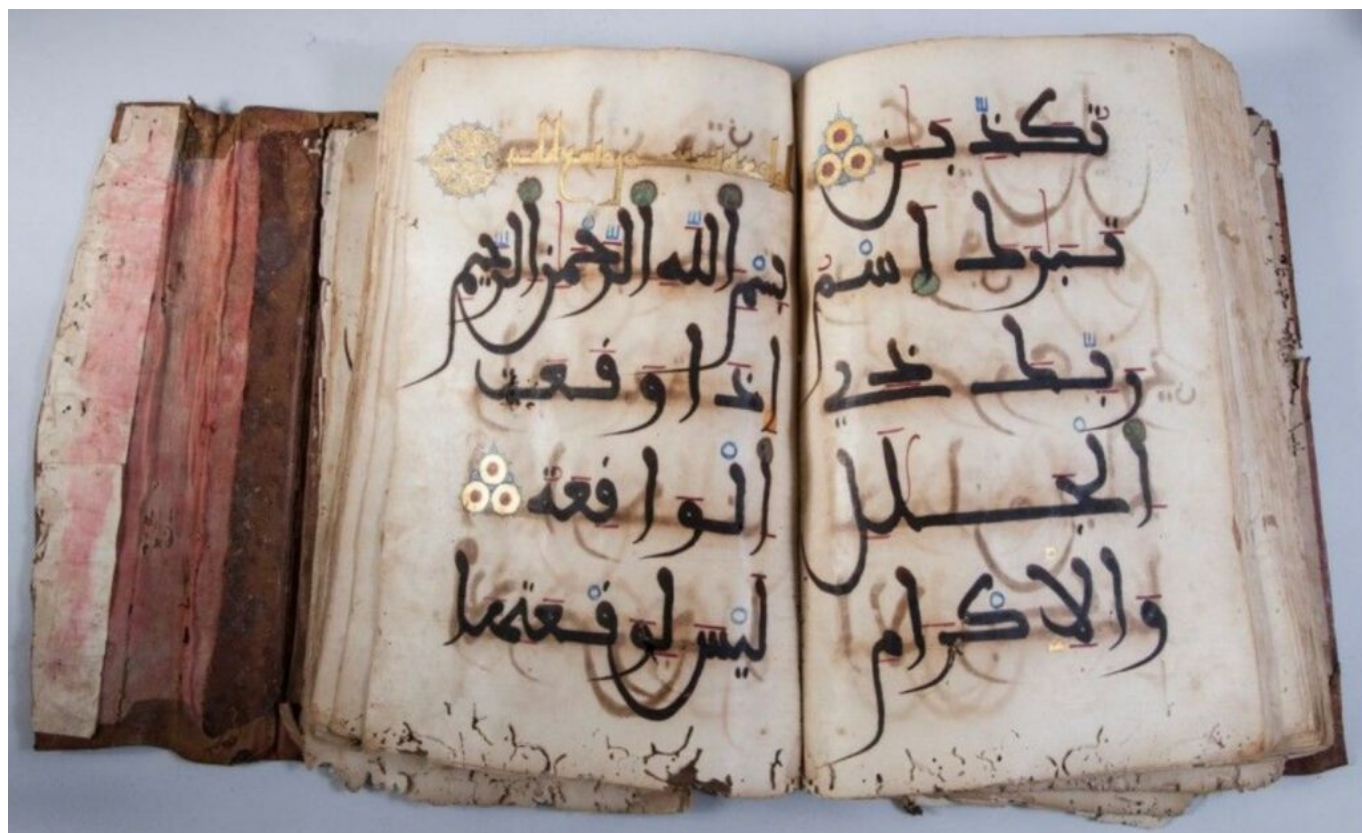 تكذبن
تبرك اسم
ربك ذي
الجلل
والاكرام
بسم الله الرحمن الرحيم
اذا وقعت
الواقعة
ليس لوقعتها